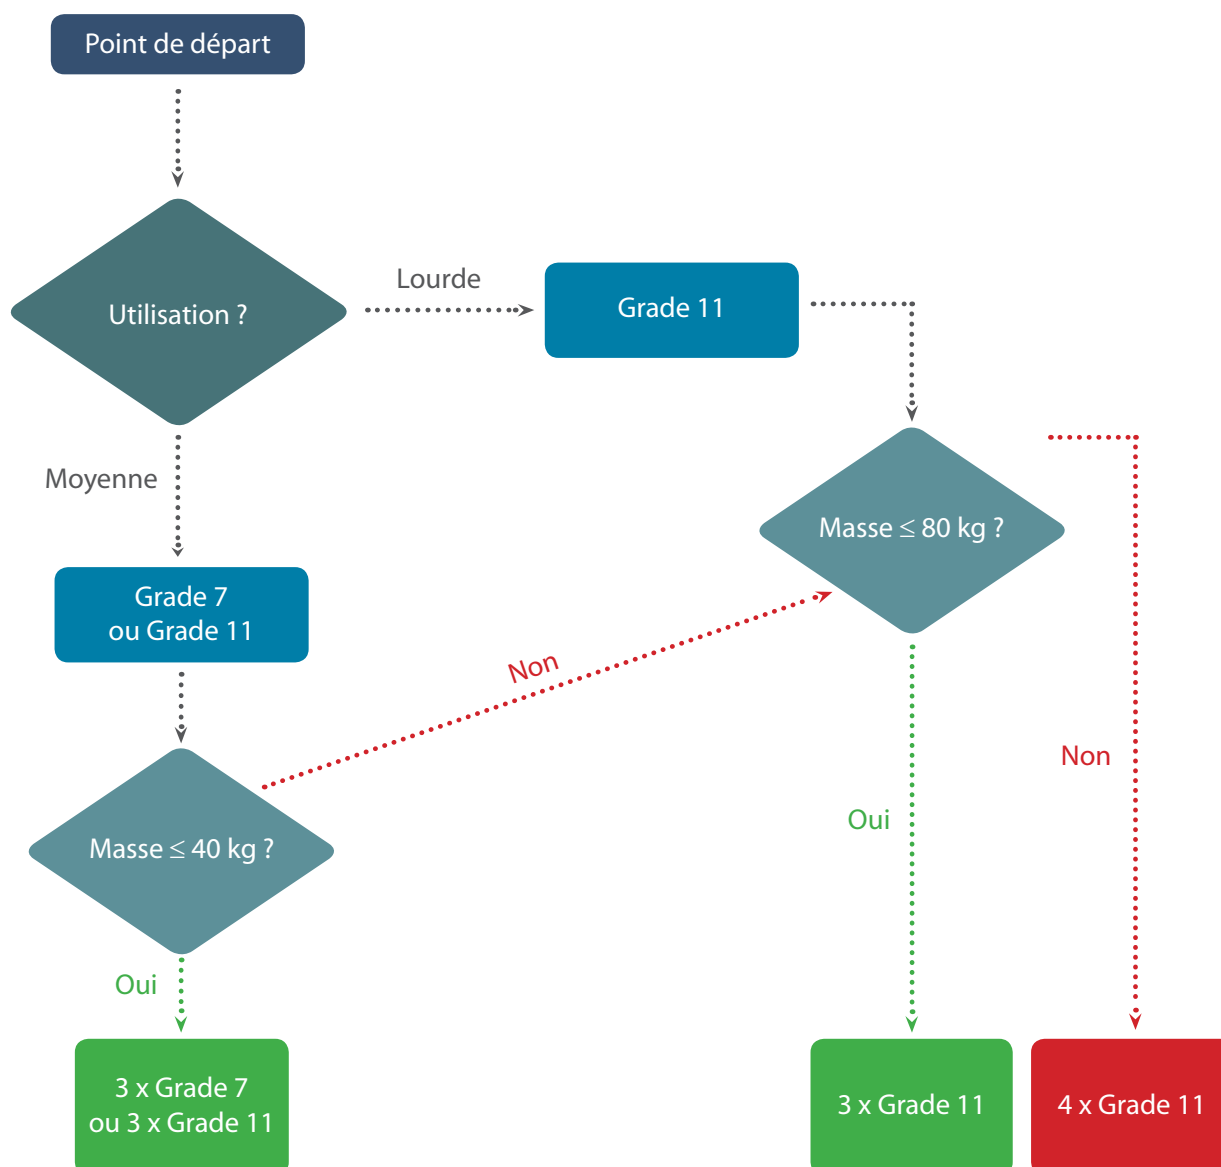 Point de départ
Utilisation ?
Lourde
Grade 11
Moyenne
Masse ≤ 80 kg ?
Grade 7
ou Grade 11
Non
Masse ≤ 40 kg ?
Non
Oui
Oui
3 x Grade 7
ou 3 x Grade 11
3 x Grade 11
4 x Grade 11